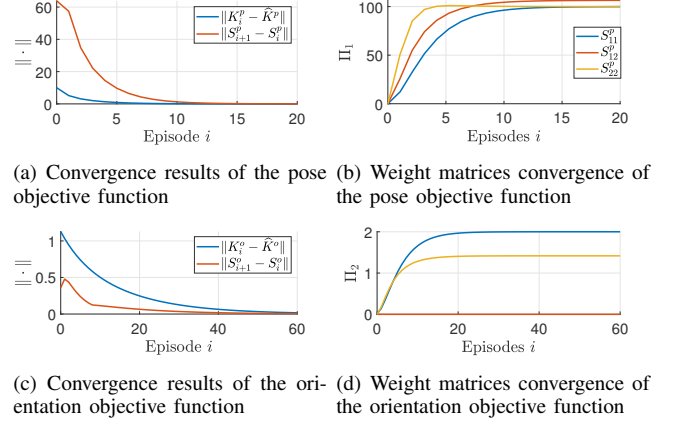 60
40
20
0
‖ · ‖
‖K_i^p − K̂^p‖
‖S_{i+1}^p − S_i^p‖
0 5 10 15 20
Episode i
100
50
0
Π₁
S_{11}^p
S_{12}^p
S_{22}^p
0 5 10 15 20
Episodes i
(a) Convergence results of the pose
objective function
(b) Weight matrices convergence of
the pose objective function
1
0.5
0
‖ · ‖
‖K_i^o − K̂^o‖
‖S_{i+1}^o − S_i^o‖
0 20 40 60
Episode i
2
1
0
Π₂
0 20 40 60
Episodes i
(c) Convergence results of the ori-
entation objective function
(d) Weight matrices convergence of
the orientation objective function